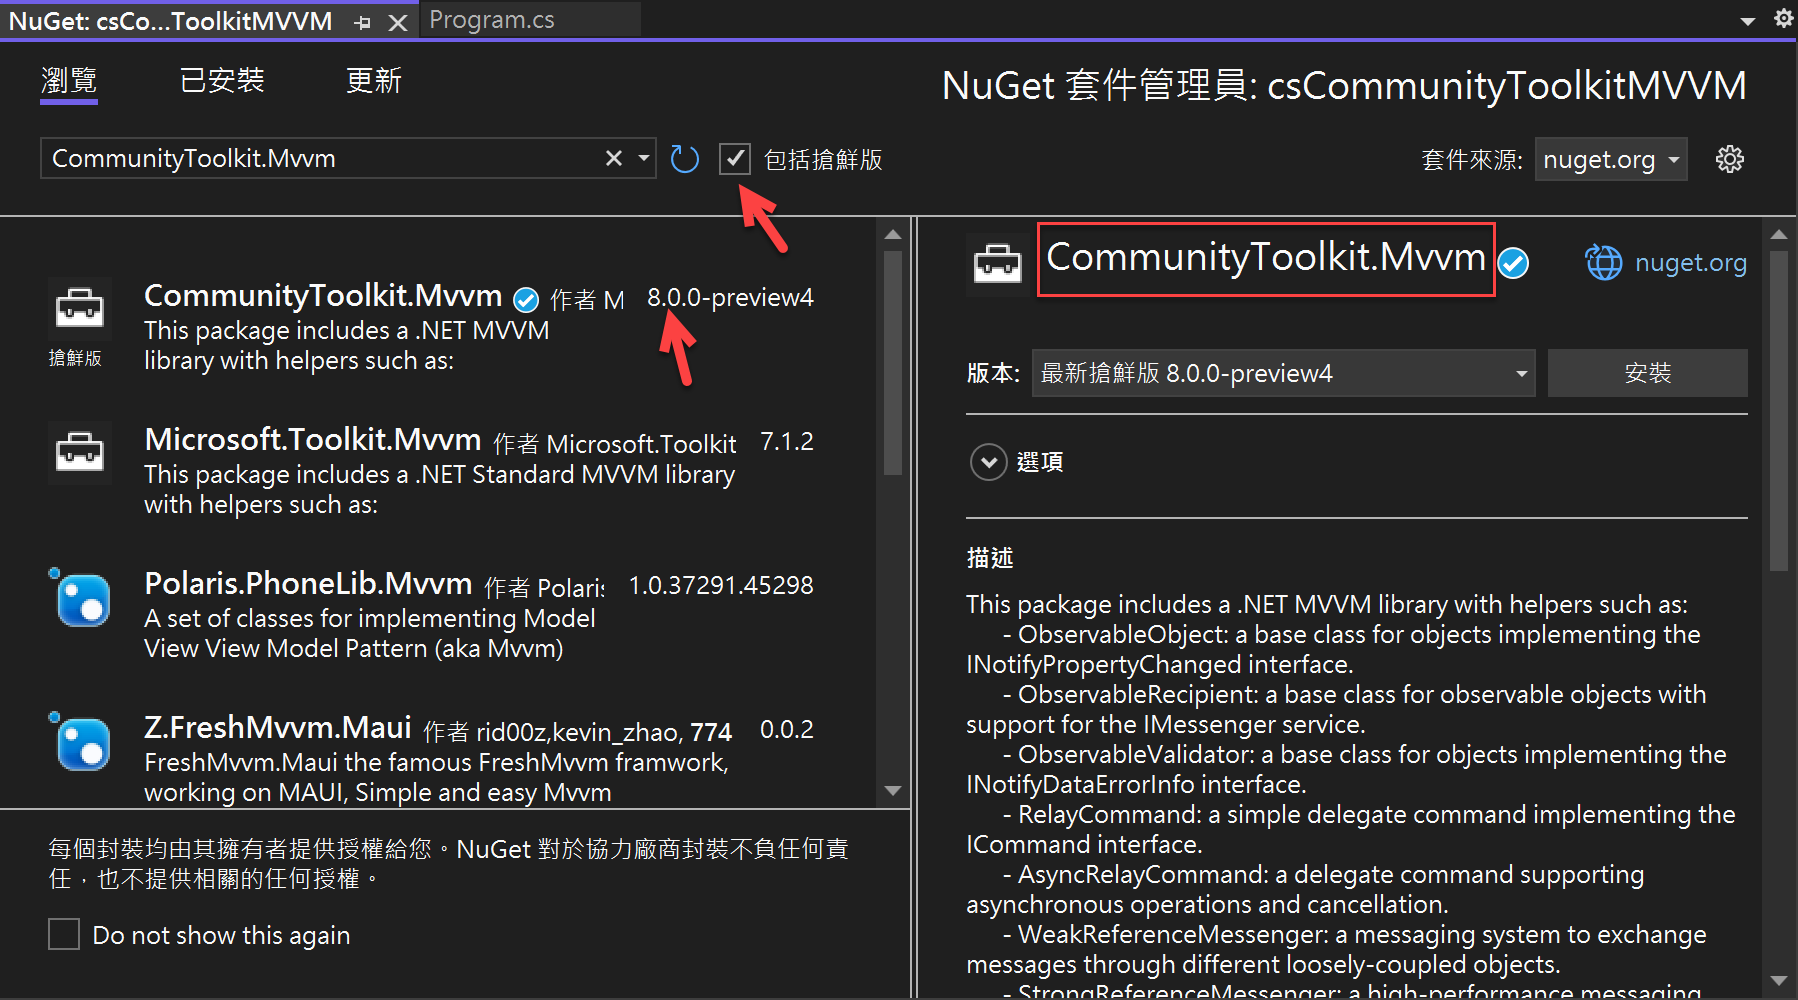 NuGet: csCo...ToolkitMVVM
Program.cs
瀏覽
已安裝
更新
NuGet 套件管理員: csCommunityToolkitMVVM
CommunityToolkit.Mvvm
包括搶鮮版
套件來源:
nuget.org
CommunityToolkit.Mvvm 作者 M 8.0.0-preview4
This package includes a .NET MVVM
library with helpers such as:
搶鮮版
Microsoft.Toolkit.Mvvm 作者 Microsoft.Toolkit 7.1.2
This package includes a .NET Standard MVVM library
with helpers such as:
Polaris.PhoneLib.Mvvm 作者 Polaris 1.0.37291.45298
A set of classes for implementing Model
View View Model Pattern (aka Mvvm)
Z.FreshMvvm.Maui 作者 rid00z,kevin_zhao, 774 0.0.2
FreshMvvm.Maui the famous FreshMvvm framwork,
working on MAUI, Simple and easy Mvvm
每個封裝均由其擁有者提供授權給您。NuGet 對於協力廠商封裝不負任何責
任，也不提供相關的任何授權。
Do not show this again
CommunityToolkit.Mvvm
nuget.org
版本:
最新搶鮮版 8.0.0-preview4
安裝
選項
描述
This package includes a .NET MVVM library with helpers such as:
- ObservableObject: a base class for objects implementing the
INotifyPropertyChanged interface.
- ObservableRecipient: a base class for observable objects with
support for the IMessenger service.
- ObservableValidator: a base class for objects implementing the
INotifyDataErrorInfo interface.
- RelayCommand: a simple delegate command implementing the
ICommand interface.
- AsyncRelayCommand: a delegate command supporting
asynchronous operations and cancellation.
- WeakReferenceMessenger: a messaging system to exchange
messages through different loosely-coupled objects.
- StrongReferenceMessenger: a high-performance messaging